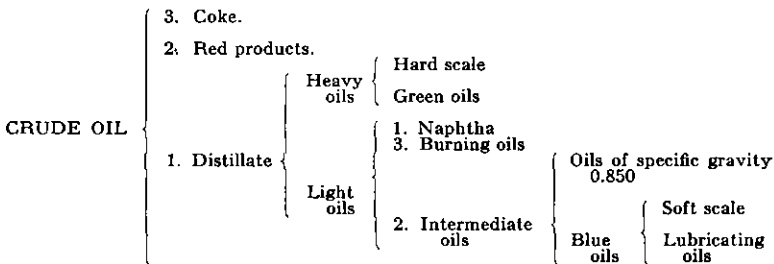 3. Coke.
2. Red products.
Heavy
oils
Hard scale
Green oils
CRUDE OIL
1. Distillate
1. Naphtha
3. Burning oils
Light
oils
2. Intermediate
oils
Oils of specific gravity
0.850
Blue
oils
Soft scale
Lubricating
oils